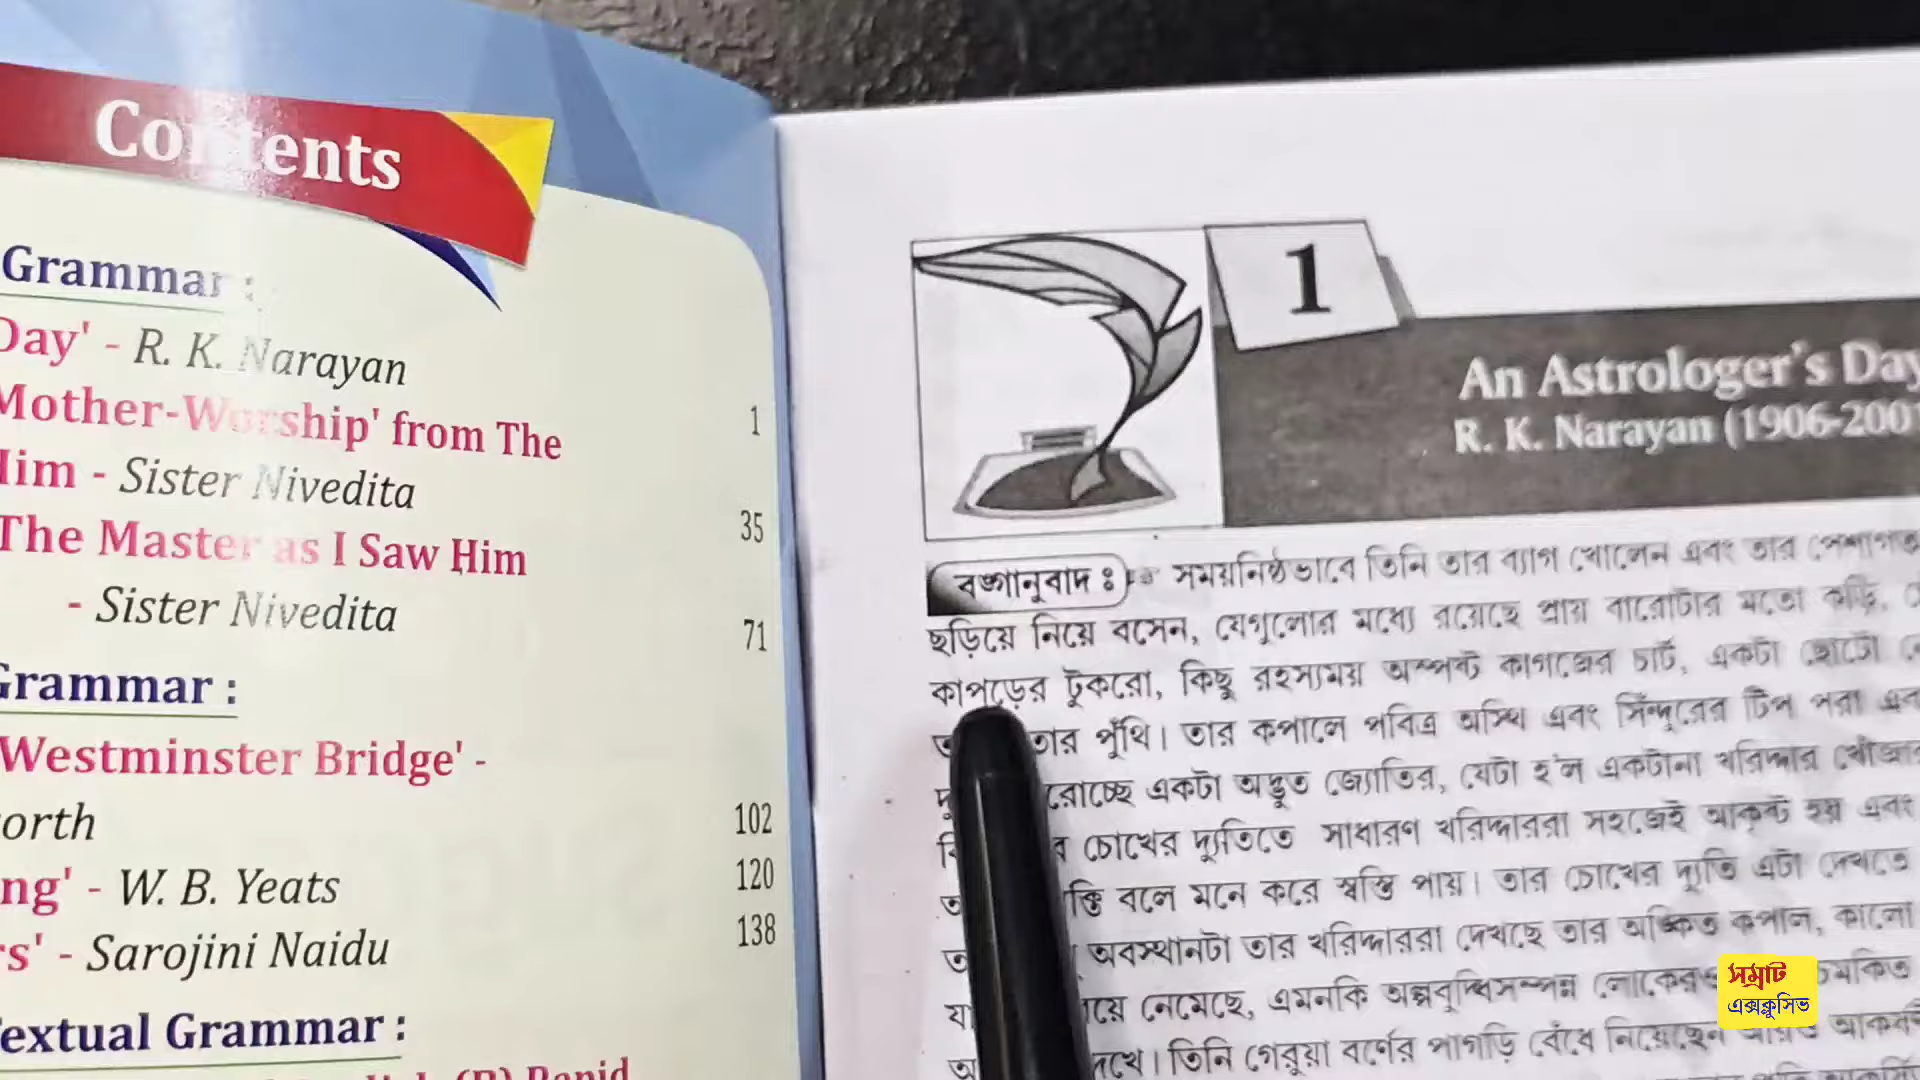 Contents
Grammar :
Day' - R. K. Narayan
1
Mother-Worship' from The
Him - Sister Nivedita
35
The Master as I Saw Him
- Sister Nivedita
71
Grammar :
Westminster Bridge' -
orth
102
ng' - W. B. Yeats
120
rs' - Sarojini Naidu
138
extual Grammar :
1
An Astrologer's Day
R. K. Narayan (1906-2001
বঙ্গানুবাদ : সময়নিষ্ঠভাবে তিনি তার ব্যাগ খোলেন এবং তার পেশাগত
ছড়িয়ে নিয়ে বসেন, যেগুলোর মধ্যে রয়েছে প্রায় বারোটার মতো কড়ি,
কাপড়ের টুকরো, কিছু রহস্যময় অস্পষ্ট কাগজের চার্ট, একটা ছোটো
তার পুঁথি। তার কপালে পবিত্র অস্থি এবং সিঁন্দুরের টিপ পরা এবং
রোচ্ছে একটা অদ্ভুত জ্যোতির, যেটা হ'ল একটানা খরিদ্দার খোঁজার
র চোখের দ্যুতিতে সাধারণ খরিদ্দাররা সহজেই আকৃষ্ট হয় এবং
ক্তি বলে মনে করে স্বস্তি পায়। তার চোখের দ্যুতি এটা দেখতে
অবস্থানটা তার খরিদ্দাররা দেখছে তার অঙ্কিত কপাল, কালো
য়ে নেমেছে, এমনকি অল্পবুদ্ধিসম্পন্ন লোকেরও চমকিত
দেখে। তিনি গেরুয়া বর্ণের পাগড়ি বেঁধে নিয়েছেন আরও
সম্রাট
এক্সক্লুসিভ